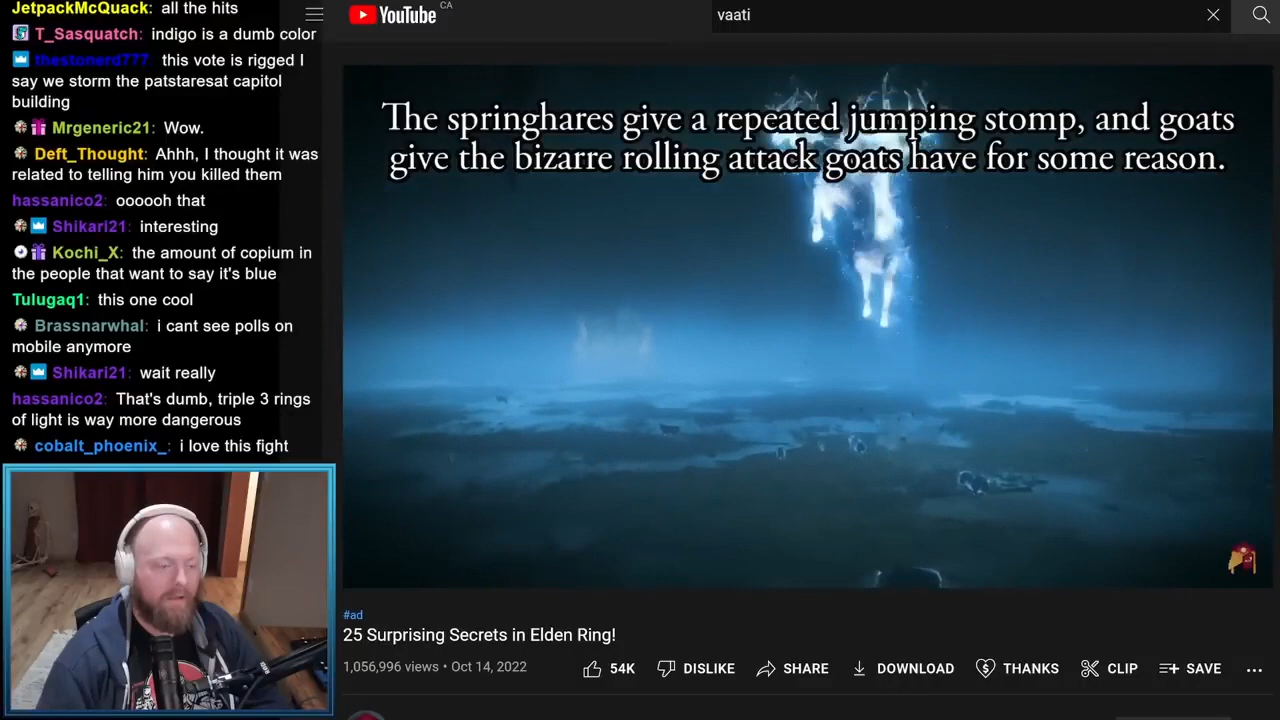 JetpackMcQuack: all the hits
T_Sasquatch: indigo is a dumb color
thestonerd777: this vote is rigged I
say we storm the patstaresat capitol
building
Mrgeneric21: Wow.
Deft_Thought: Ahhh, I thought it was
related to telling him you killed them
hassanico2: oooooh that
Shikari21: interesting
Kochi_X: the amount of copium in
the people that want to say it's blue
Tulugaq1: this one cool
Brassnarwhal: i cant see polls on
mobile anymore
Shikari21: wait really
hassanico2: That's dumb, triple 3 rings
of light is way more dangerous
cobalt_phoenix_: i love this fight
YouTube CA
vaati
The springhares give a repeated jumping stomp, and goats
give the bizarre rolling attack goats have for some reason.
#ad
25 Surprising Secrets in Elden Ring!
1,056,996 views • Oct 14, 2022
54K
DISLIKE
SHARE
DOWNLOAD
THANKS
CLIP
SAVE